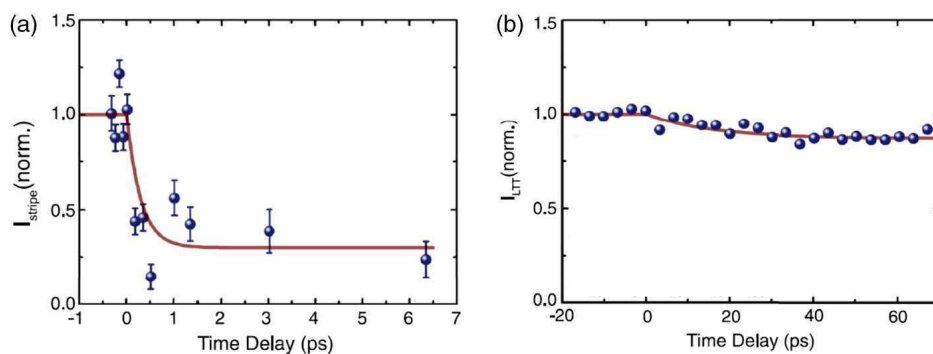 (a)
1.5
1.0
0.5
0.0
I stripe (norm.)
-1 0 1 2 3 4 5 6 7
Time Delay (ps)
(b)
1.5
1.0
0.5
0.0
I LTT (norm.)
-20 0 20 40 60
Time Delay (ps)